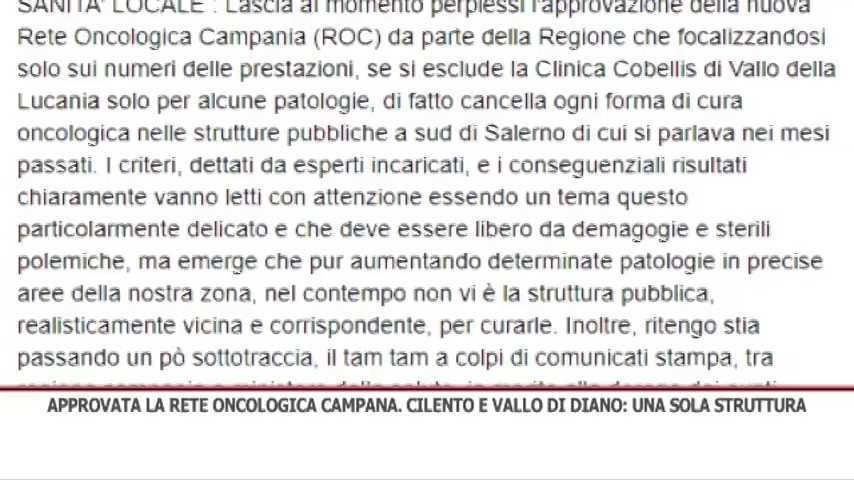 SANITA' LOCALE : Lascia al momento perplessi l'approvazione della nuova
Rete Oncologica Campania (ROC) da parte della Regione che focalizzandosi
solo sui numeri delle prestazioni, se si esclude la Clinica Cobellis di Vallo della
Lucania solo per alcune patologie, di fatto cancella ogni forma di cura
oncologica nelle strutture pubbliche a sud di Salerno di cui si parlava nei mesi
passati. I criteri, dettati da esperti incaricati, e i conseguenziali risultati
chiaramente vanno letti con attenzione essendo un tema questo
particolarmente delicato e che deve essere libero da demagogie e sterili
polemiche, ma emerge che pur aumentando determinate patologie in precise
aree della nostra zona, nel contempo non vi è la struttura pubblica,
realisticamente vicina e corrispondente, per curarle. Inoltre, ritengo stia
passando un pò sottotraccia, il tam tam a colpi di comunicati stampa, tra
APPROVATA LA RETE ONCOLOGICA CAMPANA. CILENTO E VALLO DI DIANO: UNA SOLA STRUTTURA